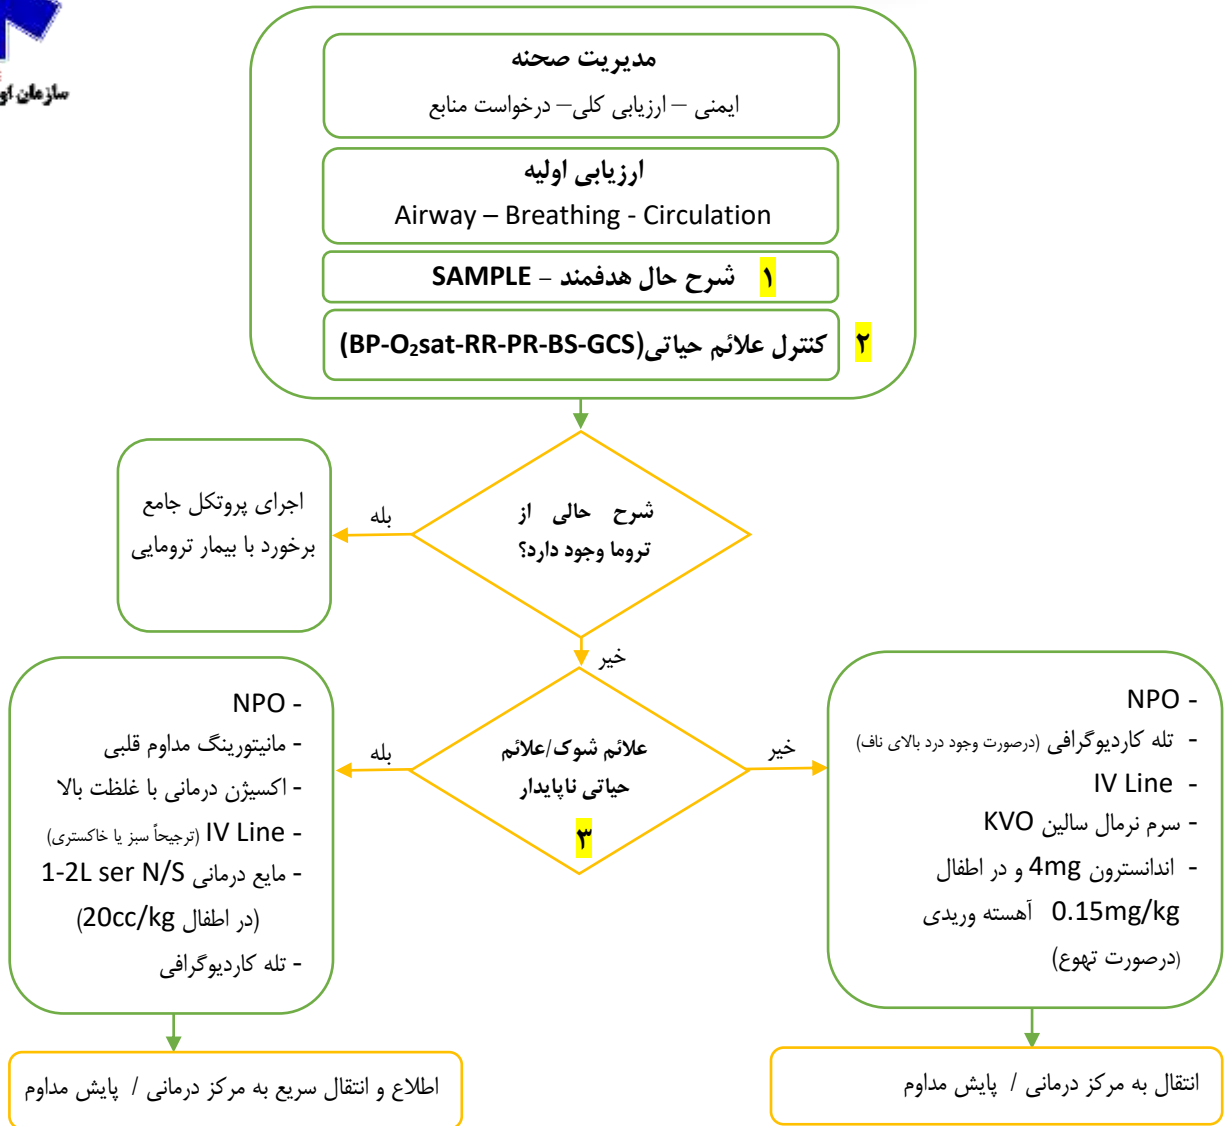 سازمان
مدیریت صحنه
ایمنی – ارزیابی کلی– درخواست منابع
ارزیابی اولیه
Airway – Breathing - Circulation
۱ شرح حال هدفمند – SAMPLE
۲ کنترل علائم حیاتی(BP-O₂sat-RR-PR-BS-GCS)
شرح حالی از
تروما وجود دارد؟
بله
اجرای پروتکل جامع
برخورد با بیمار ترومایی
خیر
علائم شوک/علائم
حیاتی ناپایدار
۳
خیر
NPO -
- تله کاردیوگرافی (درصورت وجود درد بالای ناف)
IV Line -
- سرم نرمال سالین KVO
- اندانسترون 4mg و در اطفال
0.15mg/kg آهسته وریدی
(درصورت تهوع)
انتقال به مرکز درمانی / پایش مداوم
بله
NPO -
- مانیتورینگ مداوم قلبی
- اکسیژن درمانی با غلظت بالا
- IV Line (ترجیحاً سبز یا خاکستری)
- مایع درمانی 1-2L ser N/S
(در اطفال 20cc/kg)
- تله کاردیوگرافی
اطلاع و انتقال سریع به مرکز درمانی / پایش مداوم